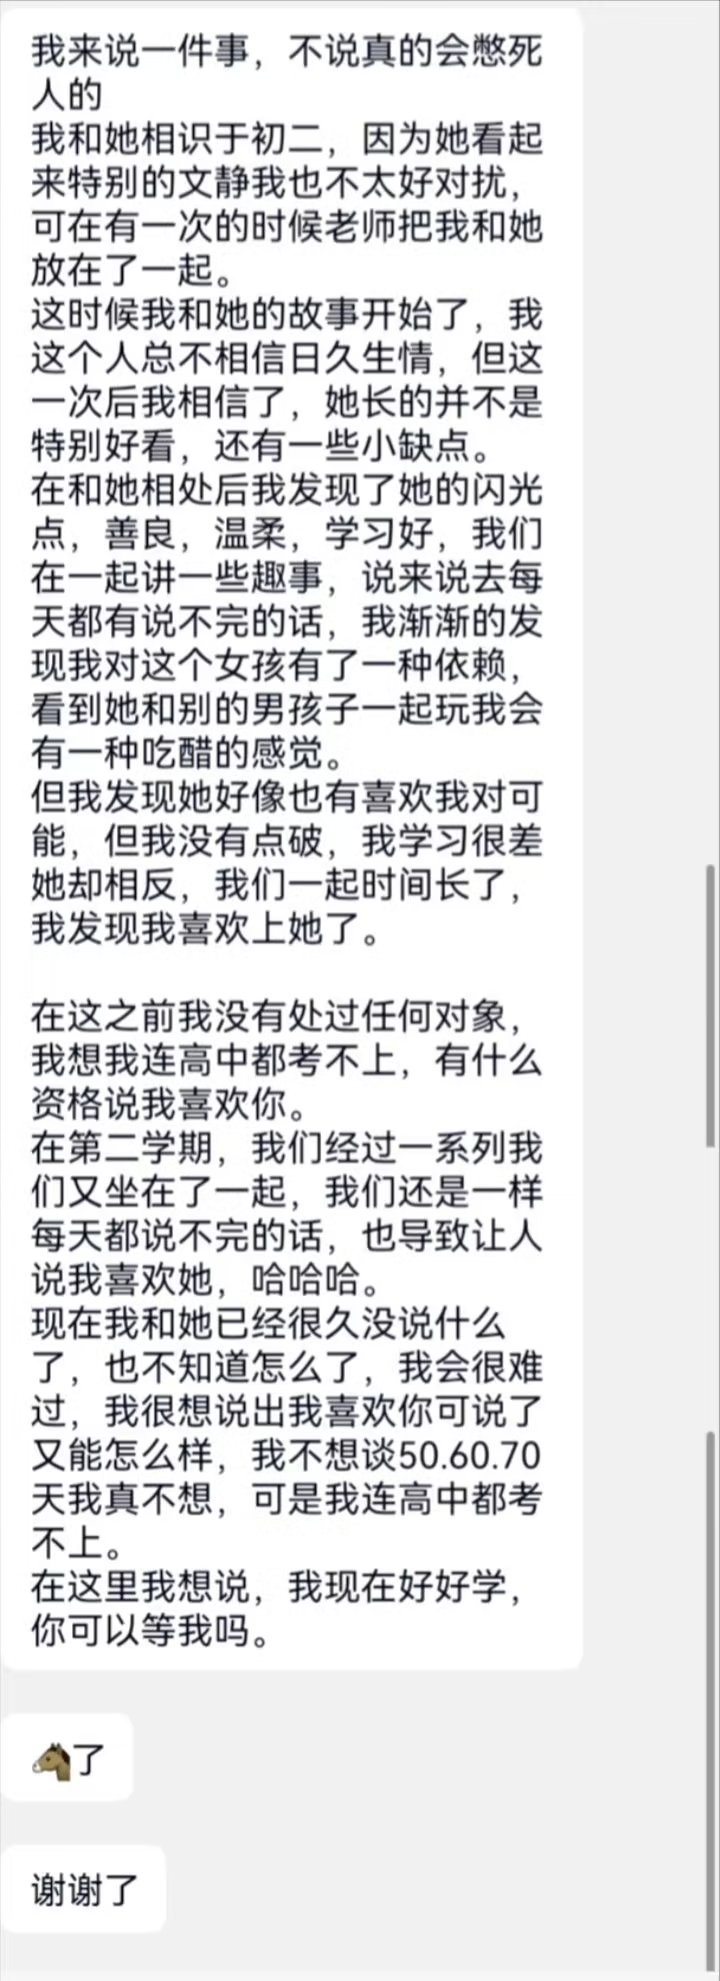 我来说一件事，不说真的会憋死
人的
我和她相识于初二，因为她看起
来特别的文静我也不太好对扰，
可在有一次的时候老师把我和她
放在了一起。
这时候我和她的故事开始了，我
这个人总不相信日久生情，但这
一次后我相信了，她长的并不是
特别好看，还有一些小缺点。
在和她相处后我发现了她的闪光
点，善良，温柔，学习好，我们
在一起讲一些趣事，说来说去每
天都有说不完的话，我渐渐的发
现我对这个女孩有了一种依赖，
看到她和别的男孩子一起玩我会
有一种吃醋的感觉。
但我发现她好像也有喜欢我对可
能，但我没有点破，我学习很差
她却相反，我们一起时间长了，
我发现我喜欢上她了。
在这之前我没有处过任何对象，
我想我连高中都考不上，有什么
资格说我喜欢你。
在第二学期，我们经过一系列我
们又坐在了一起，我们还是一样
每天都说不完的话，也导致让人
说我喜欢她，哈哈哈。
现在我和她已经很久没说什么
了，也不知道怎么了，我会很难
过，我很想说出我喜欢你可说了
又能怎么样，我不想谈50.60.70
天我真不想，可是我连高中都考
不上。
在这里我想说，我现在好好学，
你可以等我吗。
🐴了
谢谢了